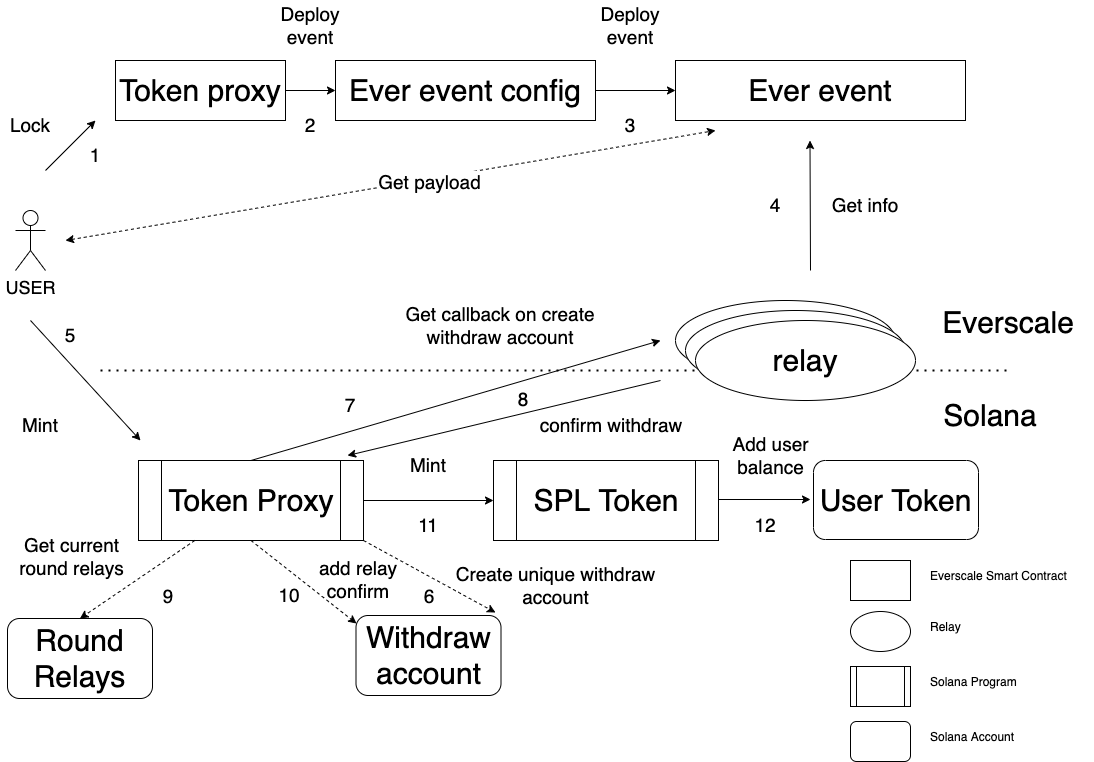 Deploy
event
Deploy
event
Token proxy
Ever event config
Ever event
Lock
1
2
3
Get payload
4
Get info
USER
5
Get callback on create
withdraw account
Everscale
relay
7
8
Solana
Mint
confirm withdraw
Mint
Add user
balance
Token Proxy
SPL Token
User Token
11
12
Get current
round relays
9
10
add relay
confirm
6
Create unique withdraw
account
Round
Relays
Withdraw
account
Everscale Smart Contract
Relay
Solana Program
Solana Account